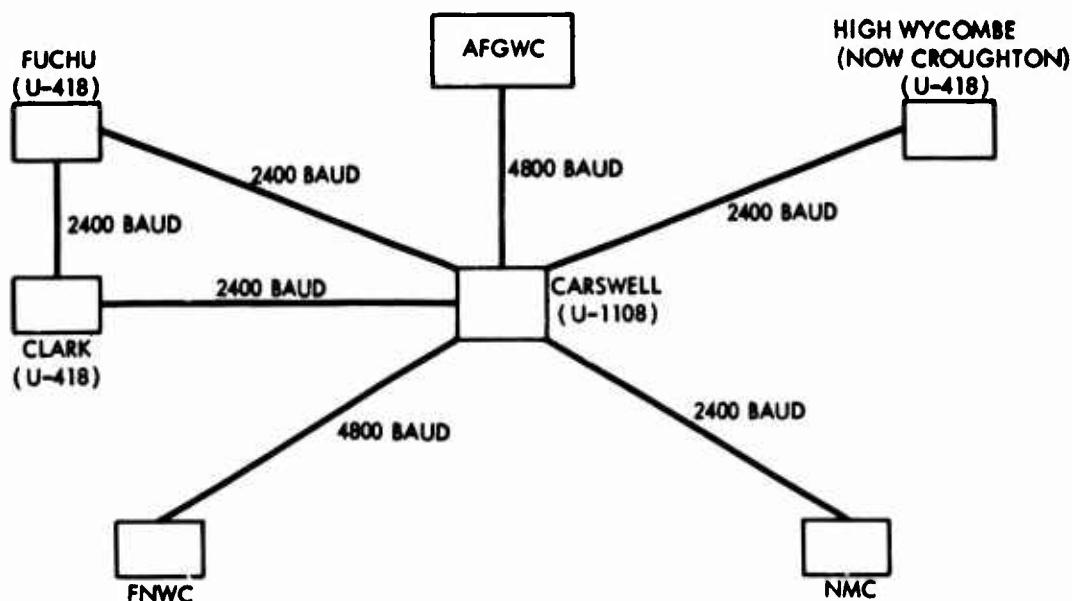 FUCHU
(U-418)
AFGWC
HIGH WYCOMBE
(NOW CROUGHTON)
(U-418)
2400 BAUD
4800 BAUD
2400 BAUD
2400 BAUD
2400 BAUD
CARSWELL
(U-1108)
CLARK
(U-418)
4800 BAUD
2400 BAUD
FNWC
NMC